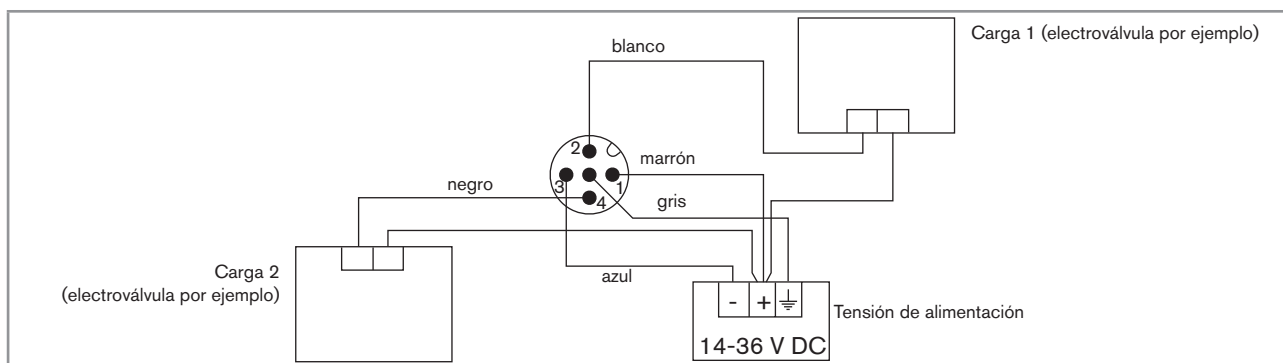 Carga 1 (electroválvula por ejemplo)
blanco
2
marrón
3
1
negro
4
gris
Carga 2
(electroválvula por ejemplo)
azul
- +
Tensión de alimentación
14-36 V DC